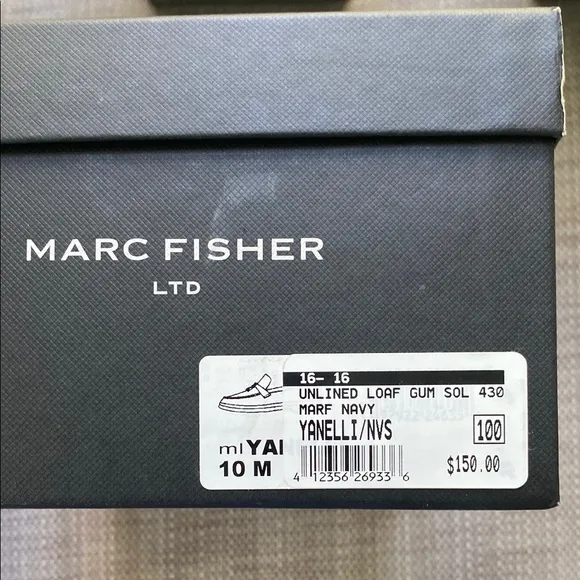 MARC FISHER
LTD
16- 16
UNLINED LOAF GUM SOL 430
MARF NAVY
YANELLI/NVS
100
mlYAI
10 M
4 12356 26933 6
$150.00